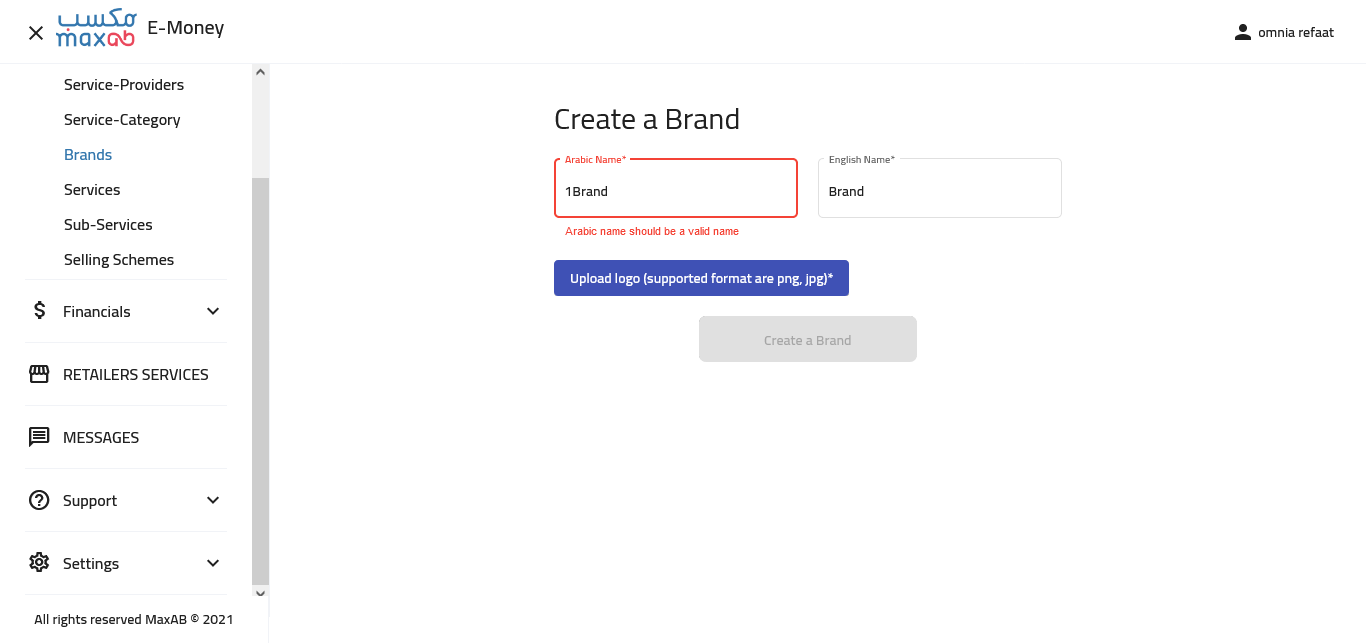 مكسب
maxab
E-Money
omnia refaat
Service-Providers
Service-Category
Brands
Services
Sub-Services
Selling Schemes
Financials
RETAILERS SERVICES
MESSAGES
Support
Settings
All rights reserved MaxAB © 2021
Create a Brand
Arabic Name*
1Brand
Arabic name should be a valid name
English Name*
Brand
Upload logo (supported format are png, jpg)*
Create a Brand